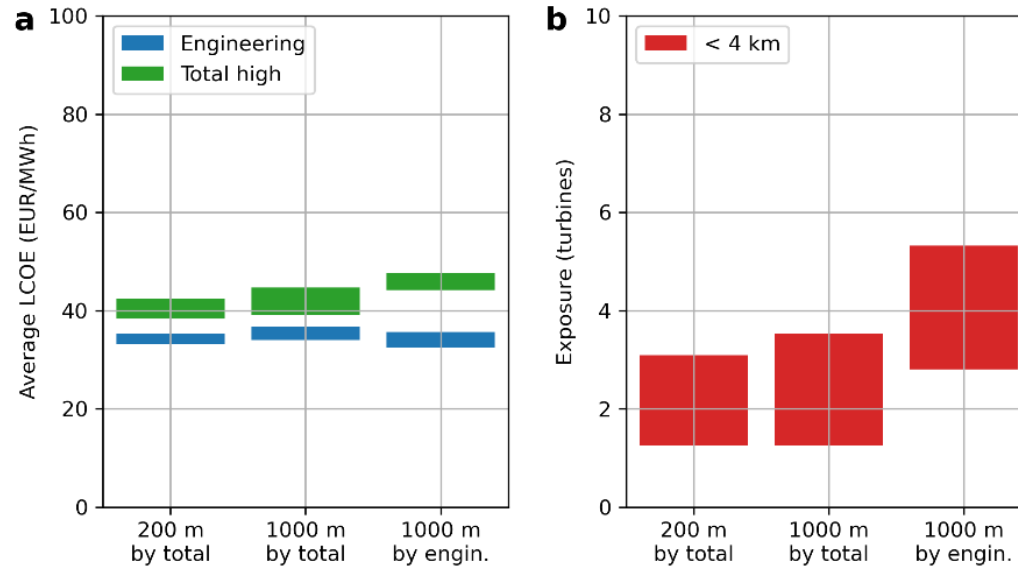 a
Engineering
Total high
Average LCOE (EUR/MWh)
100
80
60
40
20
0
200 m
by total
1000 m
by total
1000 m
by engin.
b
< 4 km
Exposure (turbines)
10
8
6
4
2
0
200 m
by total
1000 m
by total
1000 m
by engin.